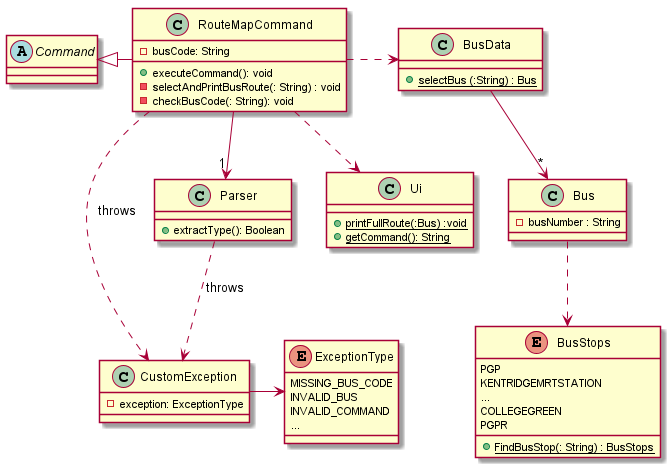 C RouteMapCommand
busCode: String
executeCommand(): void
selectAndPrintBusRoute(: String) : void
checkBusCode(: String): void
A Command
C BusData
selectBus (:String) : Bus
throws
1
*
C Parser
extractType(): Boolean
C Ui
printFullRoute(:Bus) :void
getCommand(): String
C Bus
busNumber : String
throws
C CustomException
exception: ExceptionType
E ExceptionType
MISSING_BUS_CODE
INVALID_BUS
INVALID_COMMAND
...
E BusStops
PGP
KENTRIDGEMRTSTATION
...
COLLEGEGREEN
PGPR
FindBusStop(: String) : BusStops